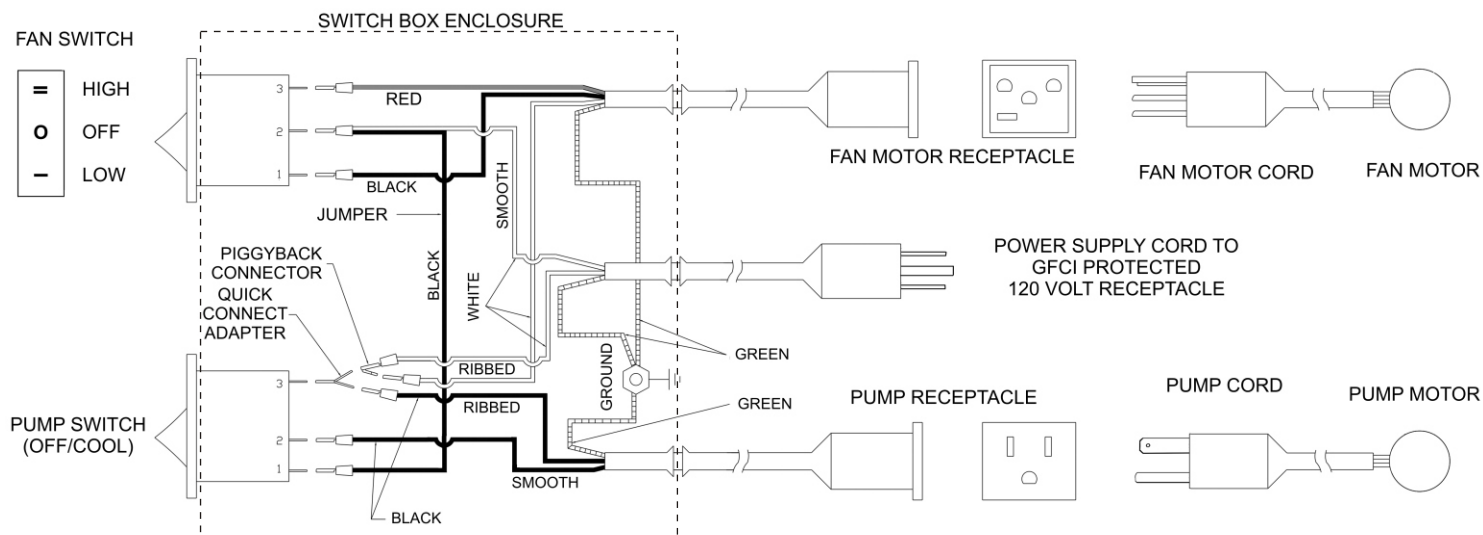 SWITCH BOX ENCLOSURE
FAN SWITCH
= HIGH
O OFF
– LOW
3
2
1
RED
BLACK
JUMPER
SMOOTH
BLACK
WHITE
PIGGYBACK
CONNECTOR
QUICK
CONNECT
ADAPTER
RIBBED
RIBBED
GROUND
GREEN
GREEN
3
2
1
PUMP SWITCH
(OFF/COOL)
SMOOTH
BLACK
FAN MOTOR RECEPTACLE
FAN MOTOR CORD
FAN MOTOR
POWER SUPPLY CORD TO
GFCI PROTECTED
120 VOLT RECEPTACLE
PUMP RECEPTACLE
PUMP CORD
PUMP MOTOR